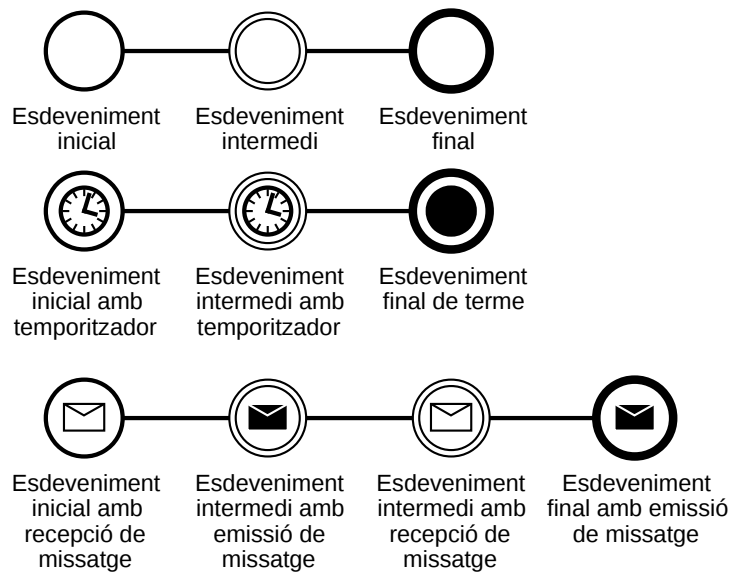 Esdeveniment
inicial
Esdeveniment
intermedi
Esdeveniment
final
Esdeveniment
inicial amb
temporitzador
Esdeveniment
intermedi amb
temporitzador
Esdeveniment
final de terme
Esdeveniment
inicial amb
recepció de
missatge
Esdeveniment
intermedi amb
emissió de
missatge
Esdeveniment
intermedi amb
recepció de
missatge
Esdeveniment
final amb emissió
de missatge